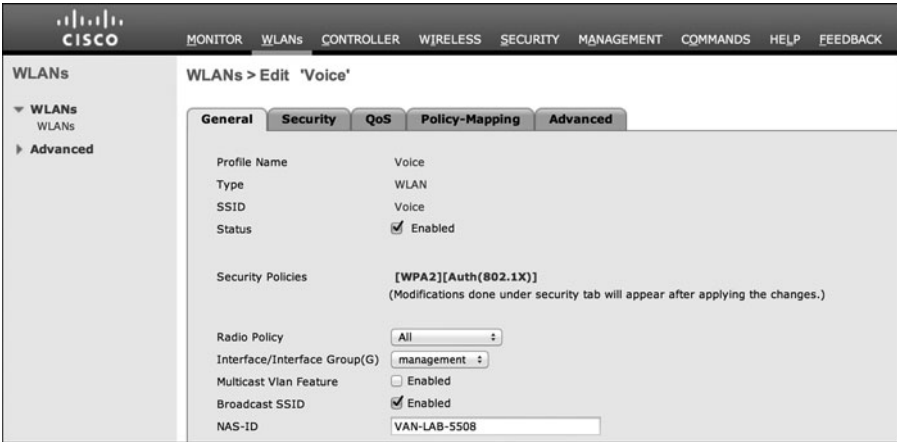 CISCO
MONITOR WLANs CONTROLLER WIRELESS SECURITY MANAGEMENT COMMANDS HELP FEEDBACK
WLANs
WLANs
WLANs
Advanced
WLANs > Edit 'Voice'
General Security QoS Policy-Mapping Advanced
Profile Name Voice
Type WLAN
SSID Voice
Status Enabled
Security Policies [WPA2][Auth(802.1X)]
(Modifications done under security tab will appear after applying the changes.)
Radio Policy All
Interface/Interface Group(G) management
Multicast Vlan Feature Enabled
Broadcast SSID Enabled
NAS-ID VAN-LAB-5508